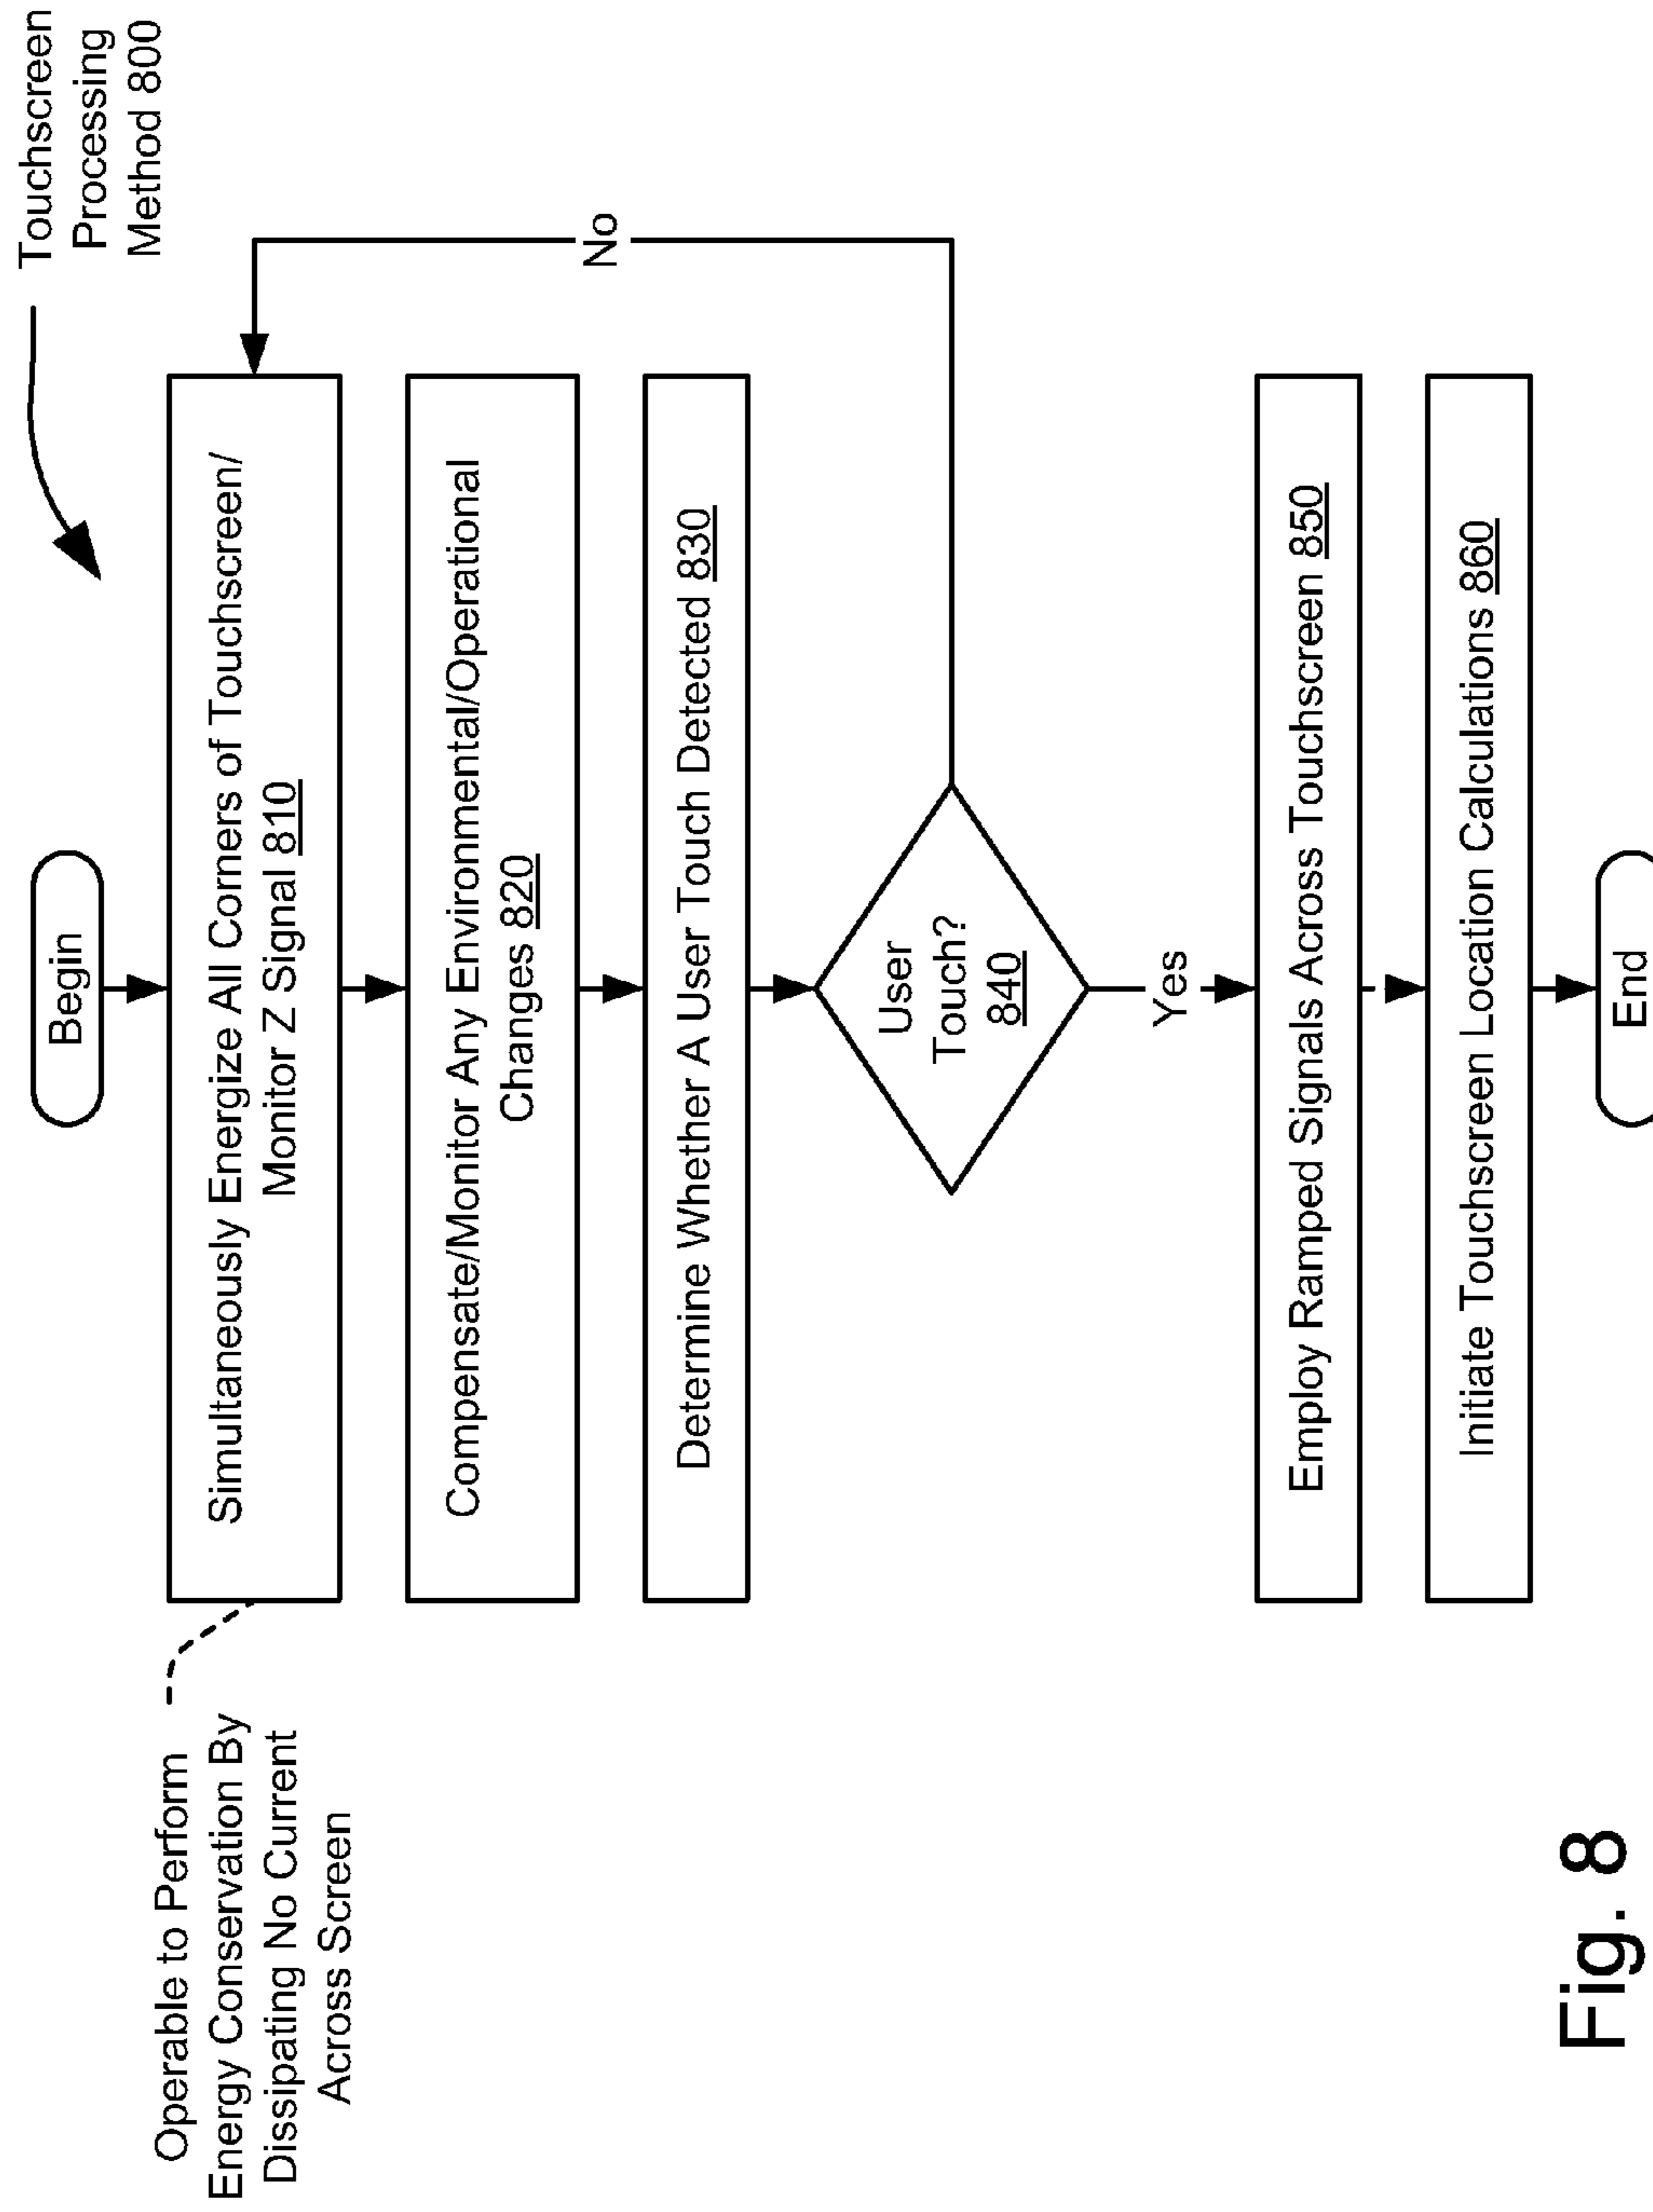 Touchscreen
Processing
Method 800
Begin
Operable to Perform
Energy Conservation By
Dissipating No Current
Across Screen
Simultaneously Energize All Corners of Touchscreen/
Monitor Z Signal 810
Compensate/Monitor Any Environmental/Operational
Changes 820
Determine Whether A User Touch Detected 830
User
Touch?
840
No
Yes
Employ Ramped Signals Across Touchscreen 850
Initiate Touchscreen Location Calculations 860
End
Fig. 8